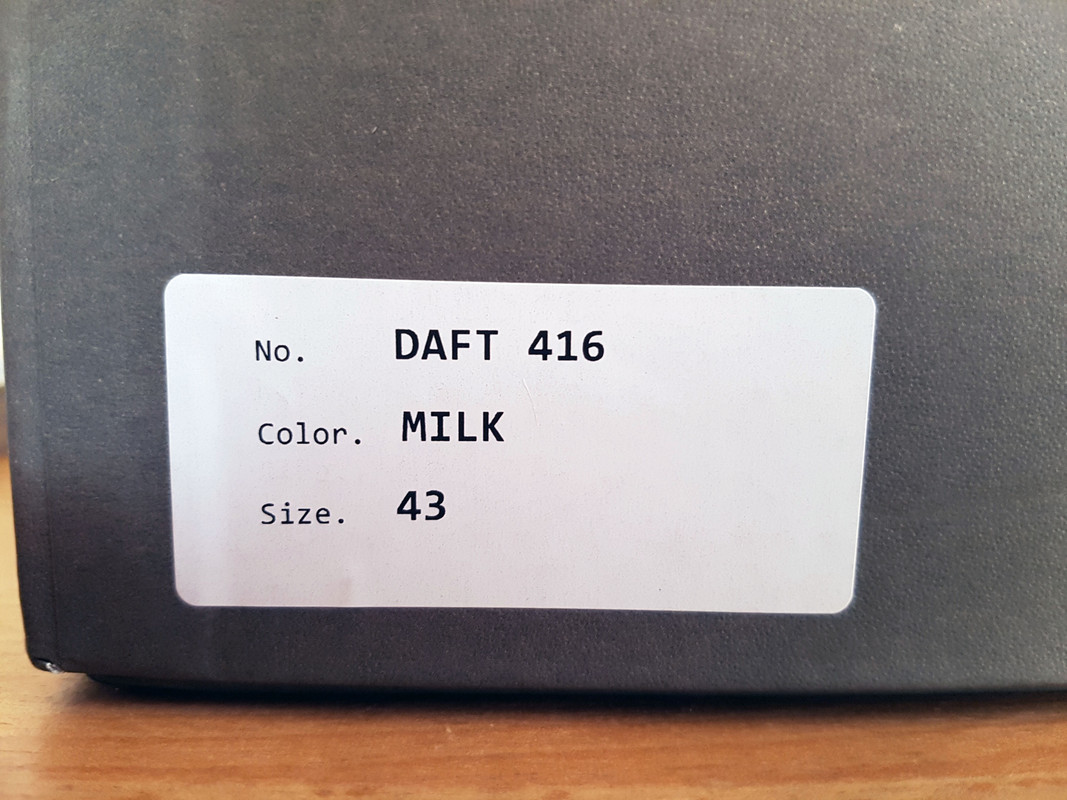 No. DAFT 416
Color. MILK
Size. 43